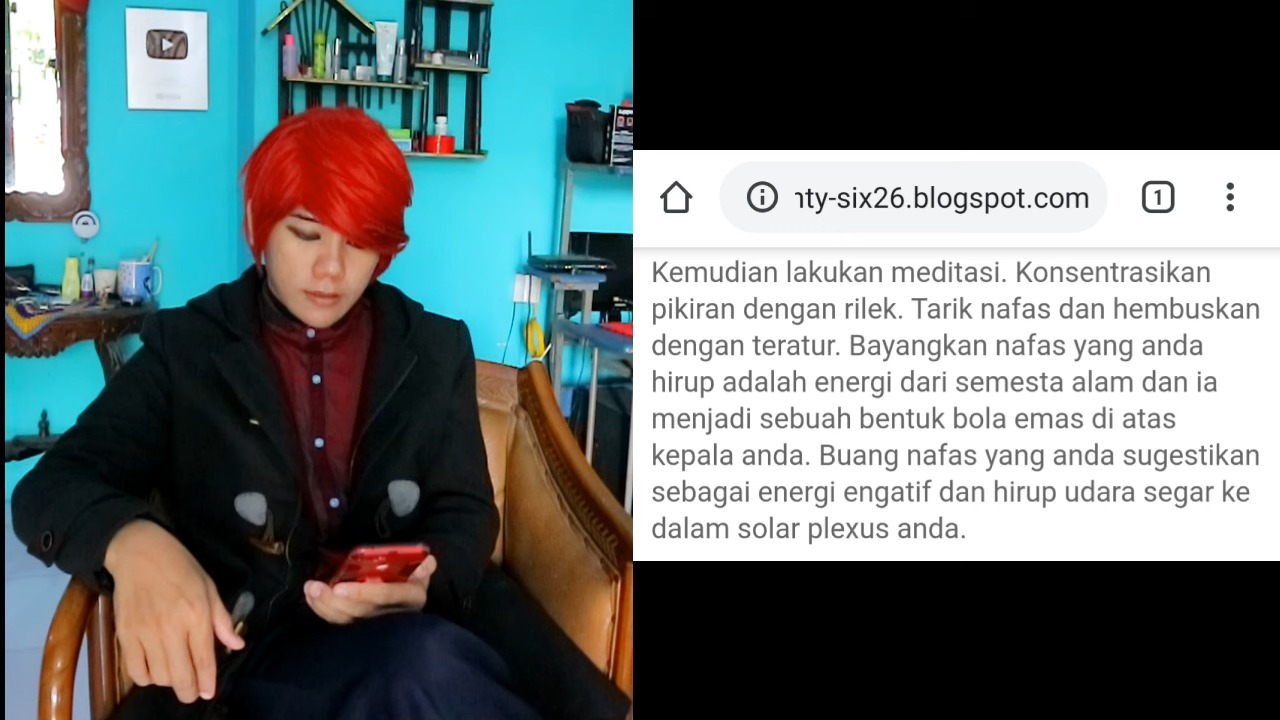 nty-six26.blogspot.com
1
Kemudian lakukan meditasi. Konsentrasikan
pikiran dengan rilek. Tarik nafas dan hembuskan
dengan teratur. Bayangkan nafas yang anda
hirup adalah energi dari semesta alam dan ia
menjadi sebuah bentuk bola emas di atas
kepala anda. Buang nafas yang anda sugestikan
sebagai energi engatif dan hirup udara segar ke
dalam solar plexus anda.